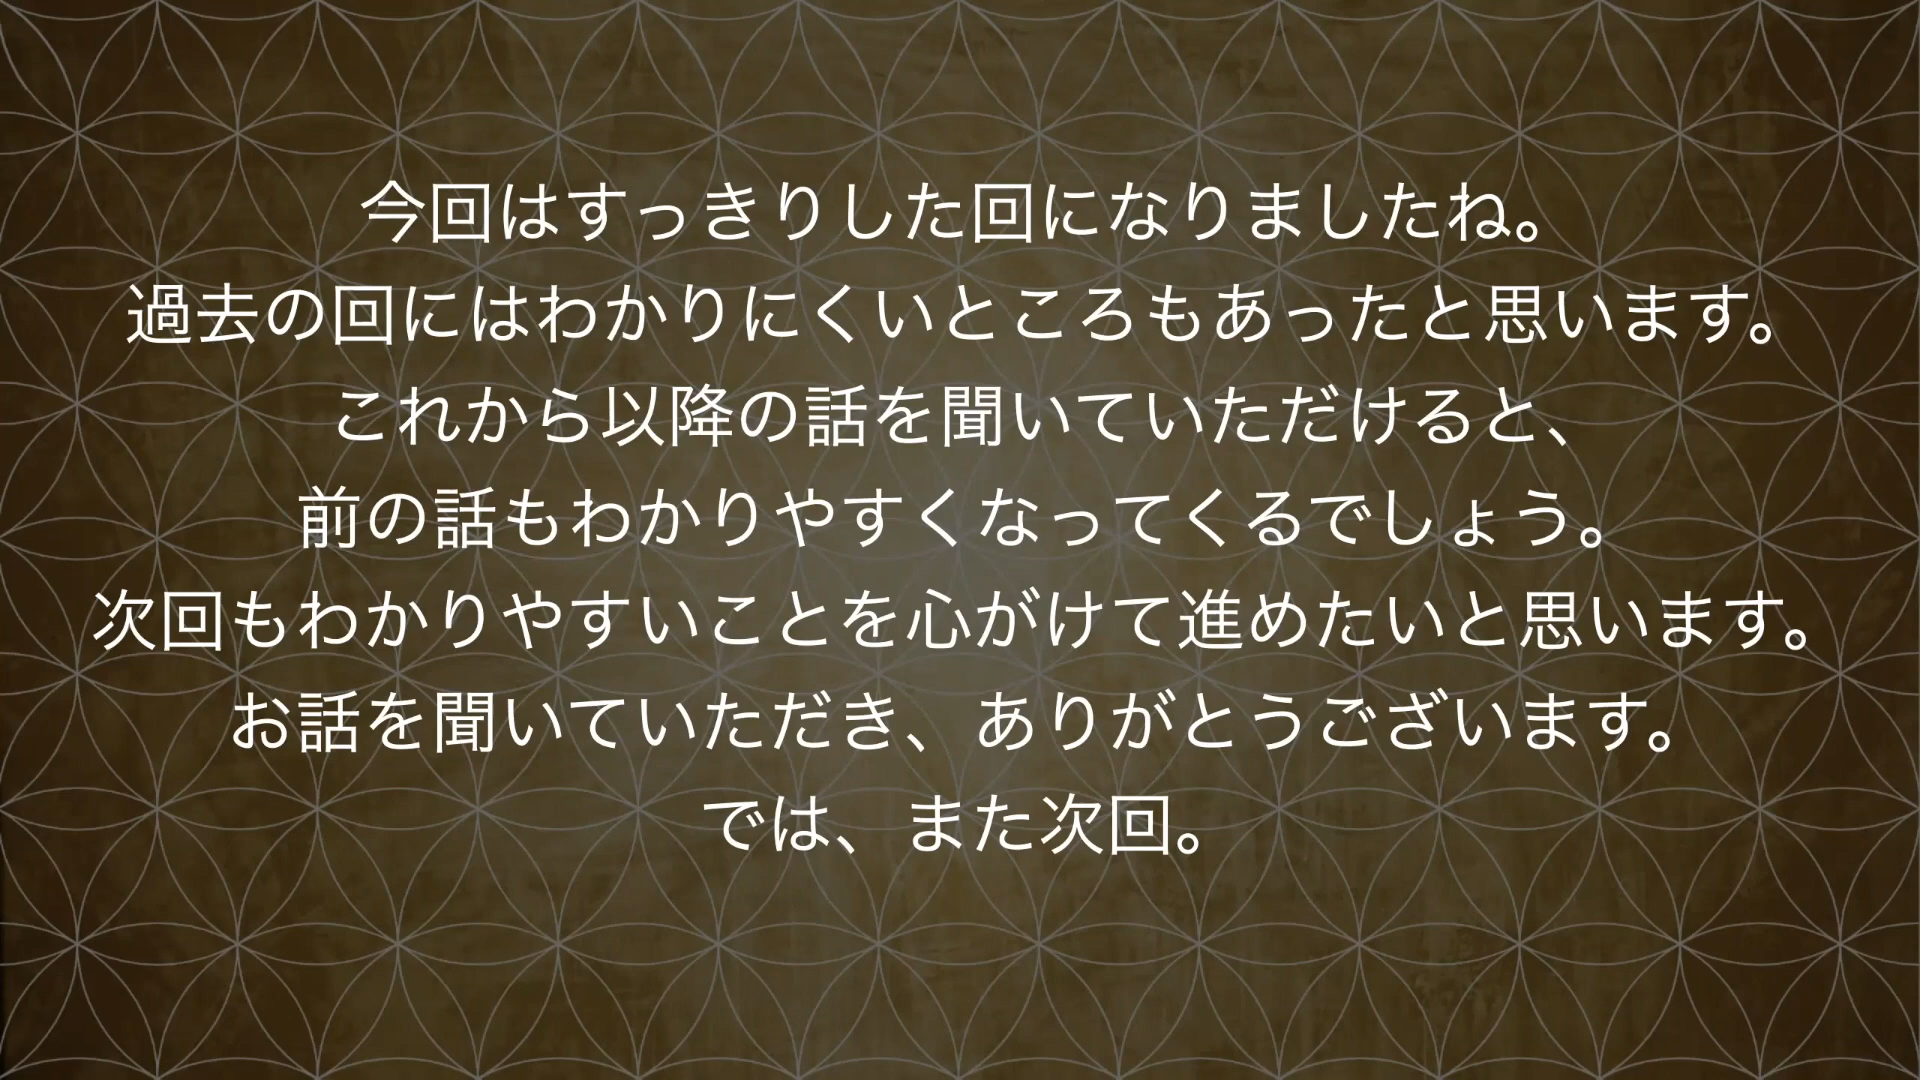 今回はすっきりした回になりましたね。
過去の回にはわかりにくいところもあったと思います。
これから以降の話を聞いていただけると、
前の話もわかりやすくなってくるでしょう。
次回もわかりやすいことを心がけて進めたいと思います。
お話を聞いていただき、ありがとうございます。
では、また次回。